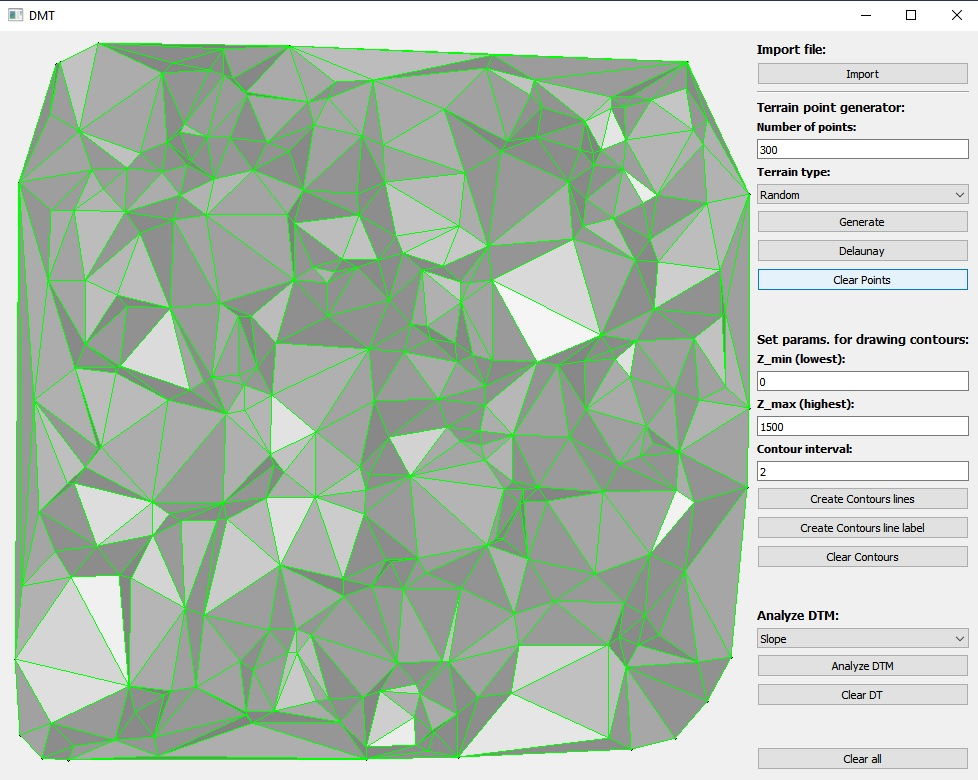 DMT
Import file:
Import
Terrain point generator:
Number of points:
300
Terrain type:
Random
Generate
Delaunay
Clear Points
Set params. for drawing contours:
Z_min (lowest):
0
Z_max (highest):
1500
Contour interval:
2
Create Contours lines
Create Contours line label
Clear Contours
Analyze DTM:
Slope
Analyze DTM
Clear DT
Clear all